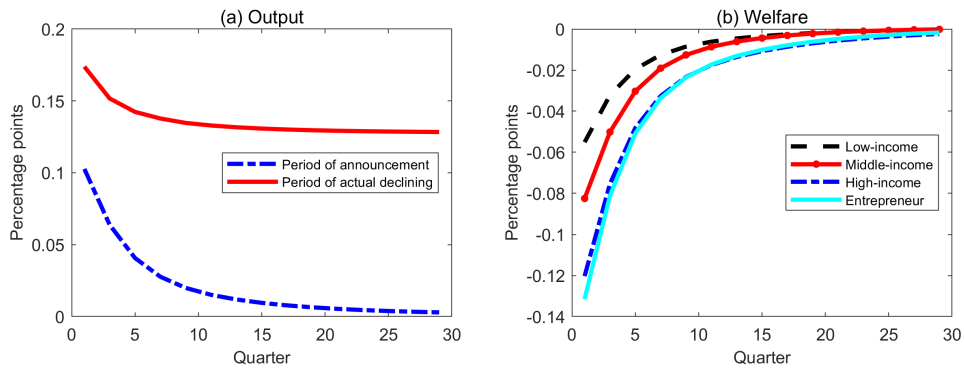 (a) Output
Percentage points
0.2
0.15
0.1
0.05
0
Period of announcement
Period of actual declining
0 5 10 15 20 25 30
Quarter
(b) Welfare
Percentage points
0
-0.02
-0.04
-0.06
-0.08
-0.1
-0.12
-0.14
Low-income
Middle-income
High-income
Entrepreneur
0 5 10 15 20 25 30
Quarter